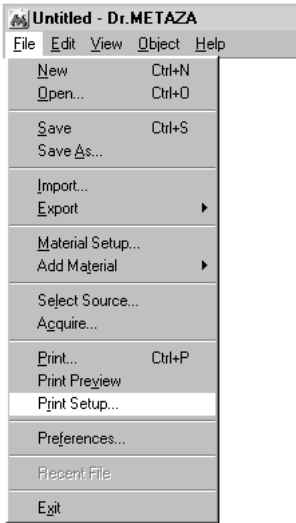 Untitled - Dr.METAZA
File Edit View Object Help
New Ctrl+N
Open... Ctrl+O
Save Ctrl+S
Save As...
Import...
Export
Material Setup...
Add Material
Select Source...
Acquire...
Print... Ctrl+P
Print Preview
Print Setup...
Preferences...
Recent File
Exit